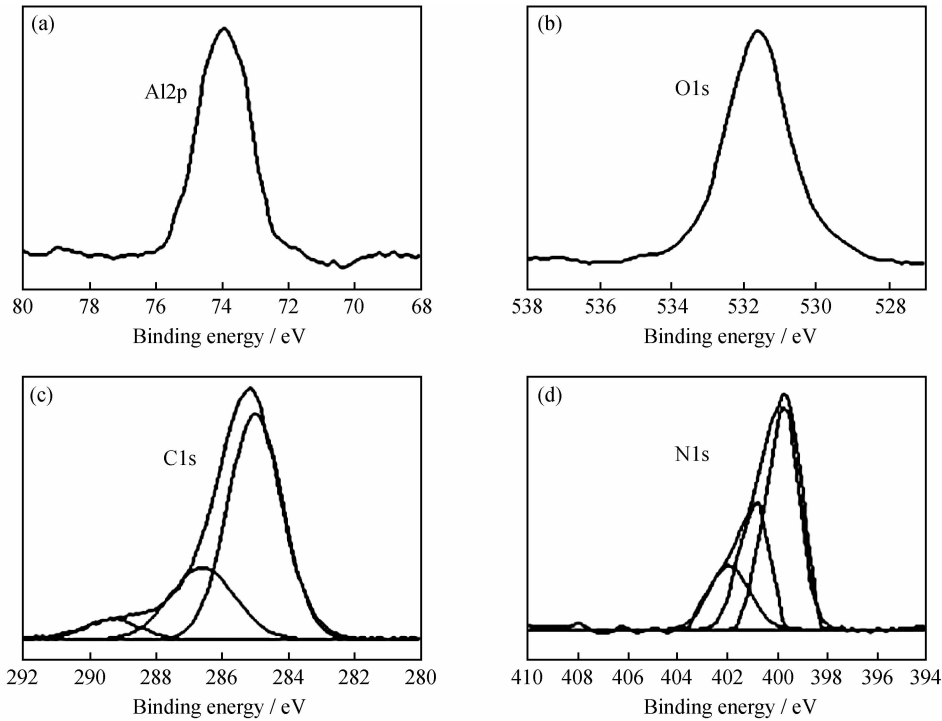 (a)
Al2p
80 78 76 74 72 70 68
Binding energy / eV
(b)
O1s
538 536 534 532 530 528
Binding energy / eV
(c)
C1s
292 290 288 286 284 282 280
Binding energy / eV
(d)
N1s
410 408 406 404 402 400 398 396 394
Binding energy / eV